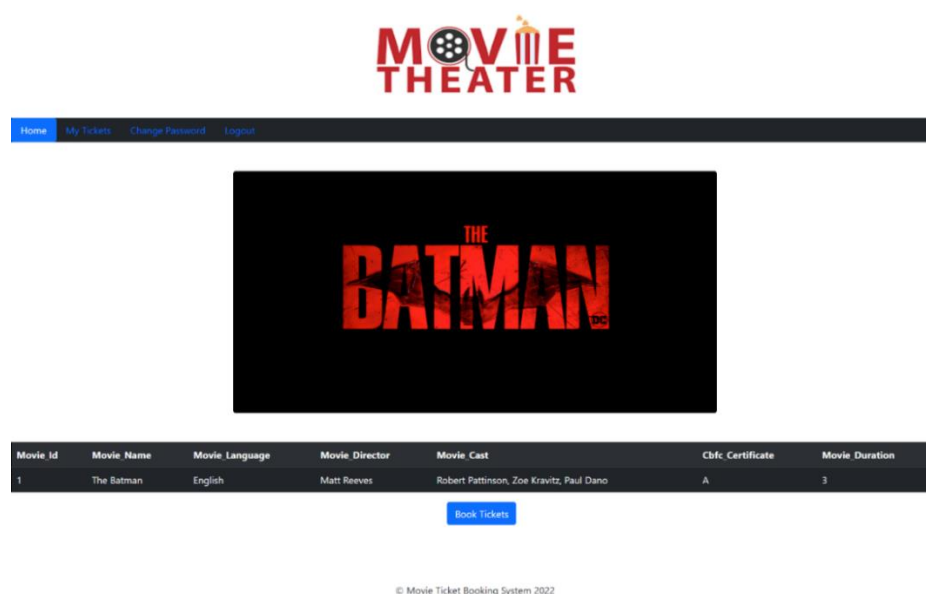 MOVIE
THEATER
Home My Tickets Change Password Logout
THE
BATMAN
DC
Movie_Id Movie_Name Movie_Language Movie_Director Movie_Cast Cbfc_Certificate Movie_Duration
1 The Batman English Matt Reeves Robert Pattinson, Zoe Kravitz, Paul Dano A 3
Book Tickets
© Movie Ticket Booking System 2022